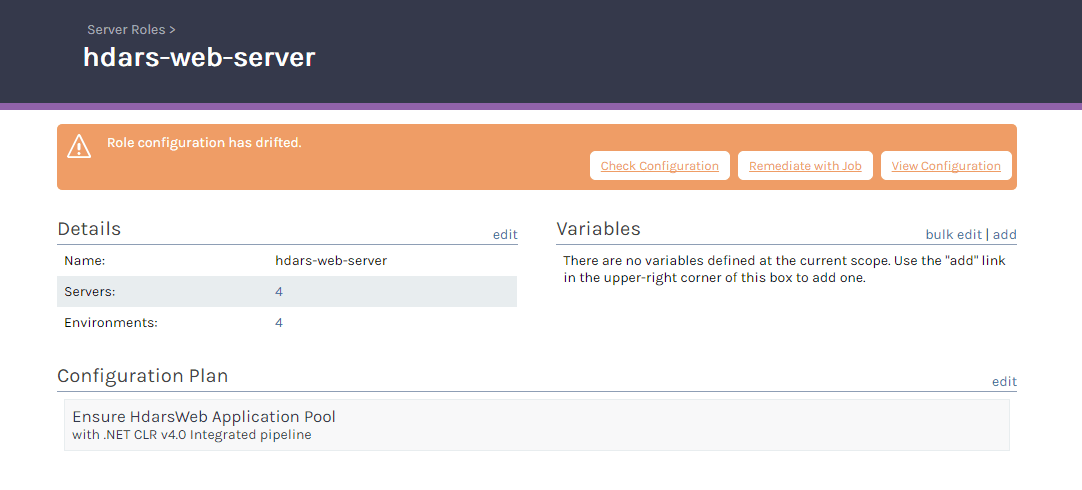 Server Roles >
hdars-web-server
Role configuration has drifted.
Check Configuration
Remediate with Job
View Configuration
Details
edit
Name: hdars-web-server
Servers: 4
Environments: 4
Variables
bulk edit | add
There are no variables defined at the current scope. Use the "add" link
in the upper-right corner of this box to add one.
Configuration Plan
edit
Ensure HdarsWeb Application Pool
with .NET CLR v4.0 Integrated pipeline